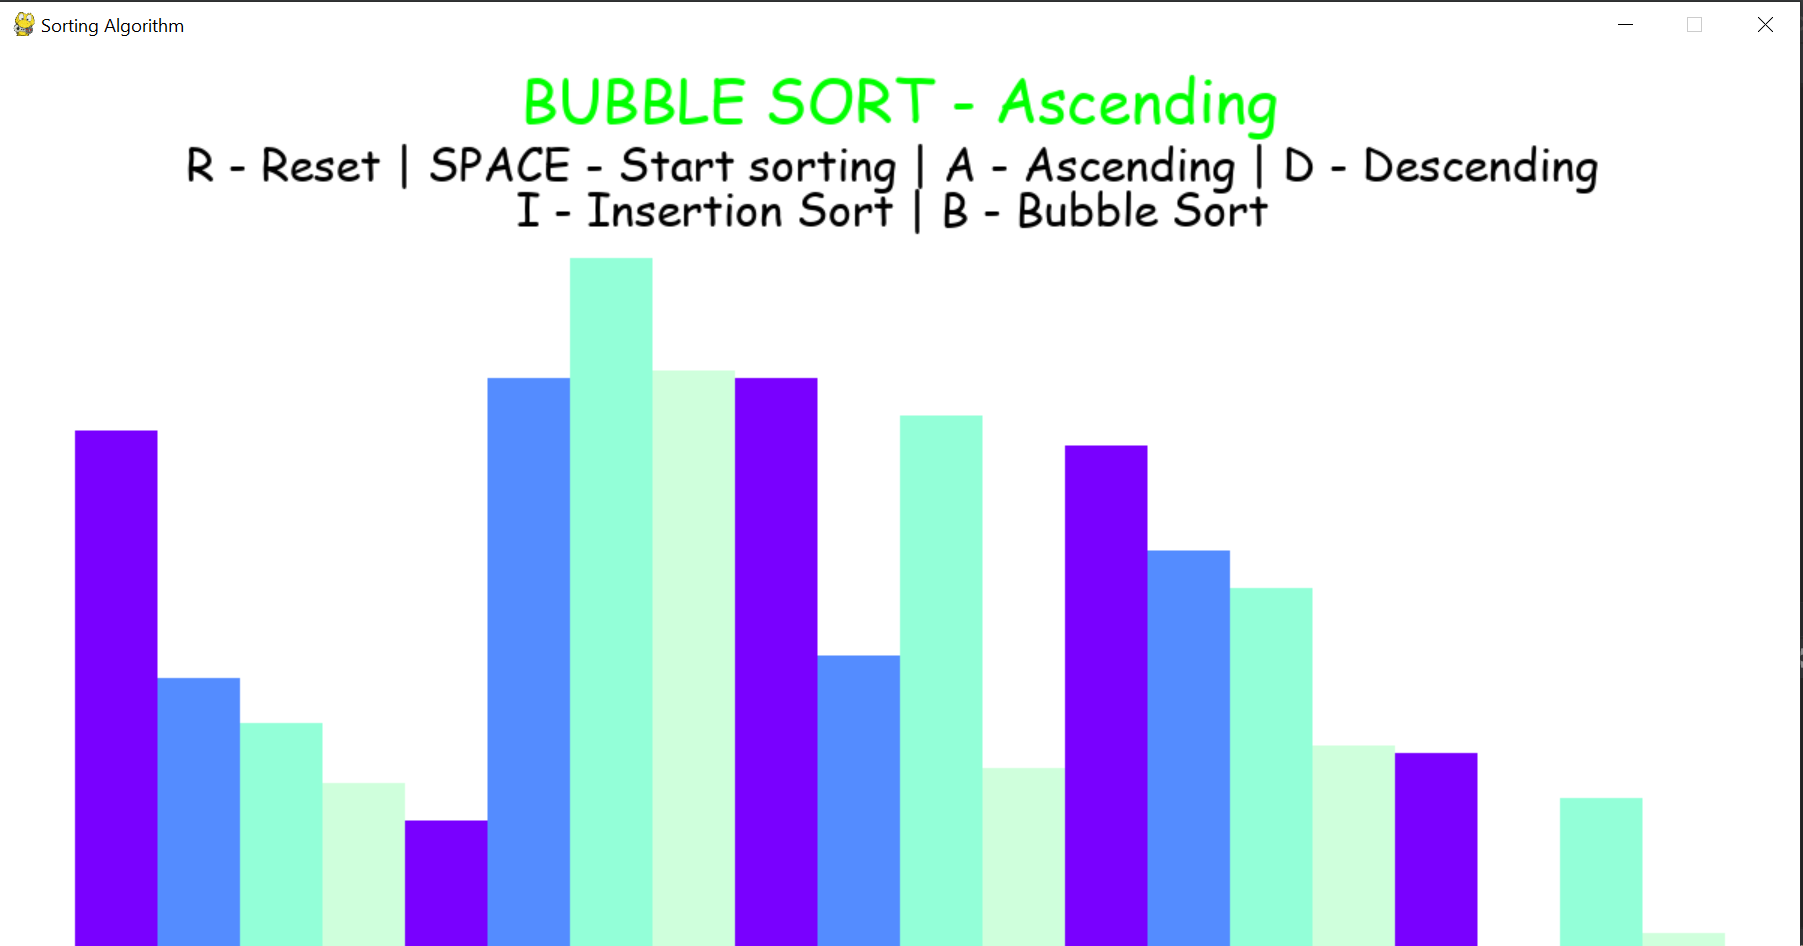 Sorting Algorithm
BUBBLE SORT - Ascending
R - Reset | SPACE - Start sorting | A - Ascending | D - Descending
I - Insertion Sort | B - Bubble Sort